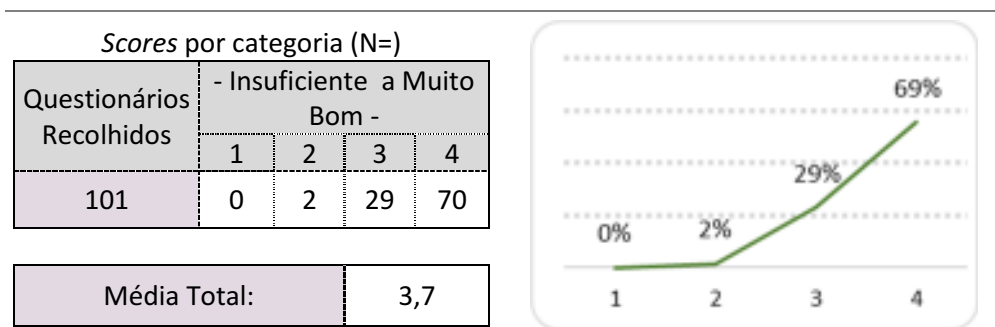 Scores por categoria (N=)
Questionários Recolhidos
- Insuficiente a Muito Bom -
1 2 3 4
101 0 2 29 70
Média Total: 3,7
0% 2% 29% 69%
1 2 3 4